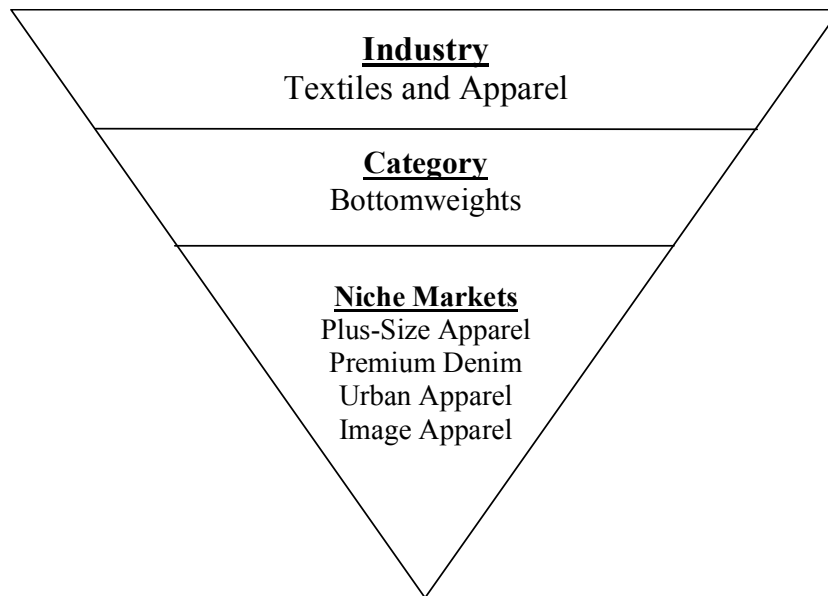 Industry
Textiles and Apparel
Category
Bottomweights
Niche Markets
Plus-Size Apparel
Premium Denim
Urban Apparel
Image Apparel